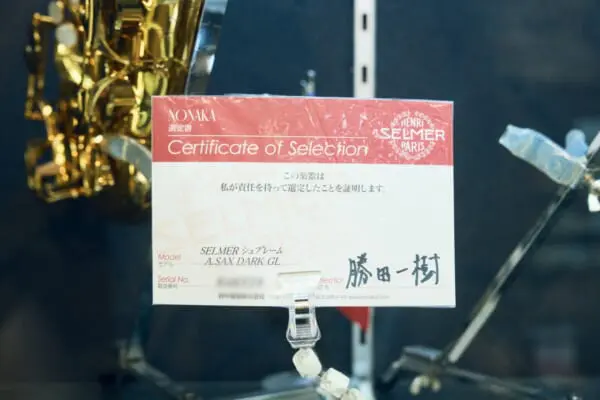 NONAKA
選定書
Certificate of Selection
HENRI
SELMER
PARIS
この楽器は
私が責任を持って選定したことを証明します。
Model
モデル
SELMER シュプレーム
A.SAX DARK GL
Serial No.
勝田一樹